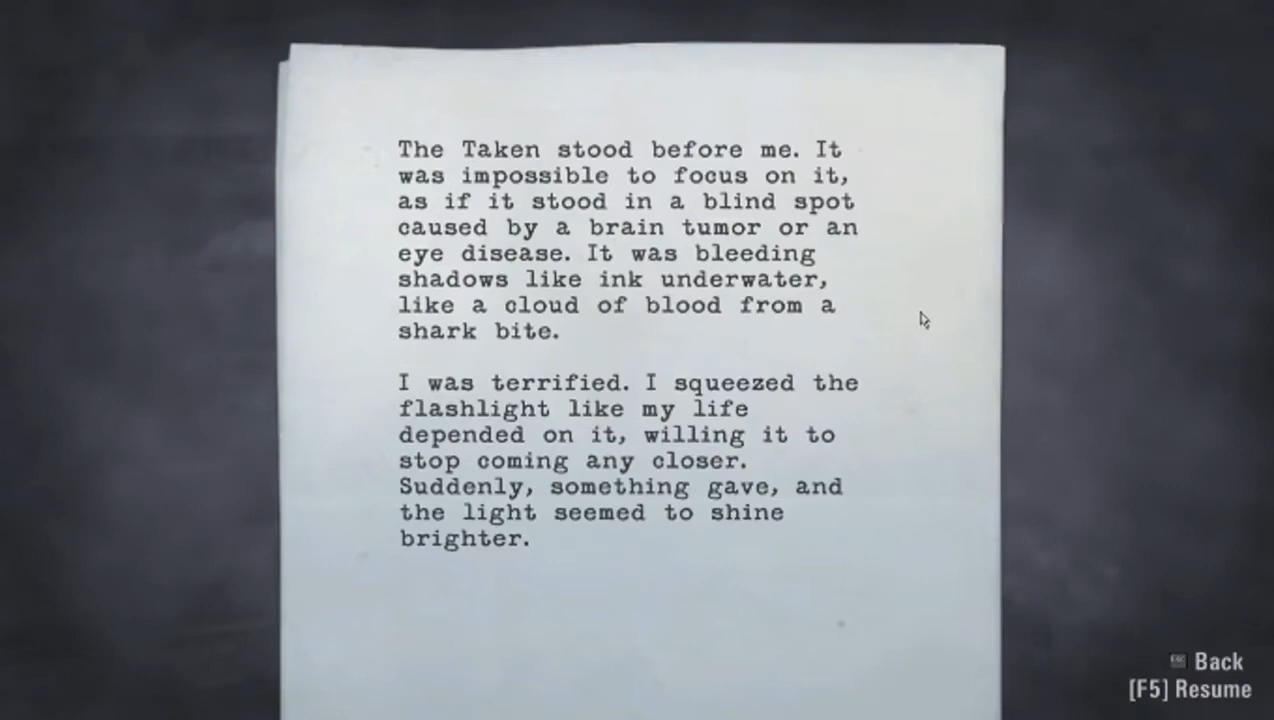 The Taken stood before me. It
was impossible to focus on it,
as if it stood in a blind spot
caused by a brain tumor or an
eye disease. It was bleeding
shadows like ink underwater,
like a cloud of blood from a
shark bite.
I was terrified. I squeezed the
flashlight like my life
depended on it, willing it to
stop coming any closer.
Suddenly, something gave, and
the light seemed to shine
brighter.
Esc Back
[F5] Resume